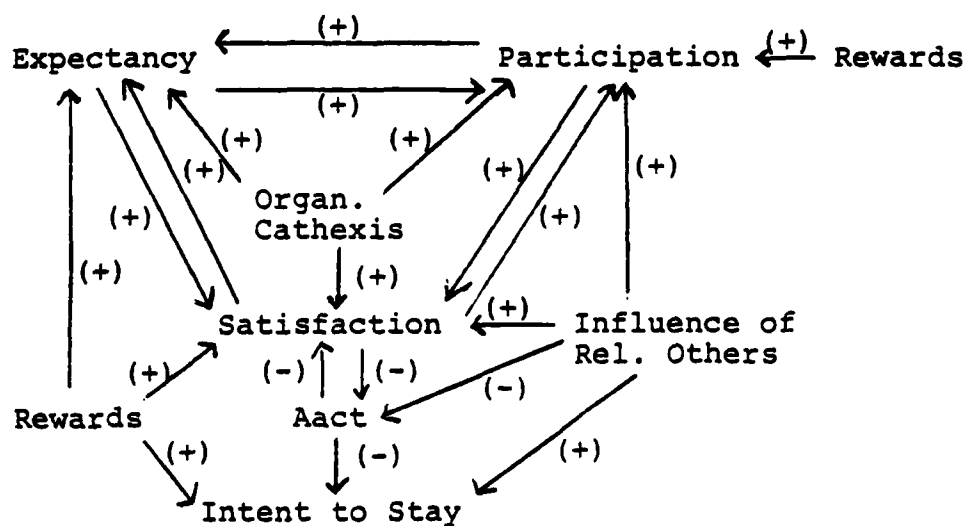 (+)
Expectancy Participation (+) Rewards
(+)
(+) (+) (+) (+) (+)
Organ.
Cathexis
(+) (+)
(+) (+)
Satisfaction (+) Influence of
Rel. Others
(+) (-) (-) (-)
Rewards Aact
(+) (-) (+)
Intent to Stay